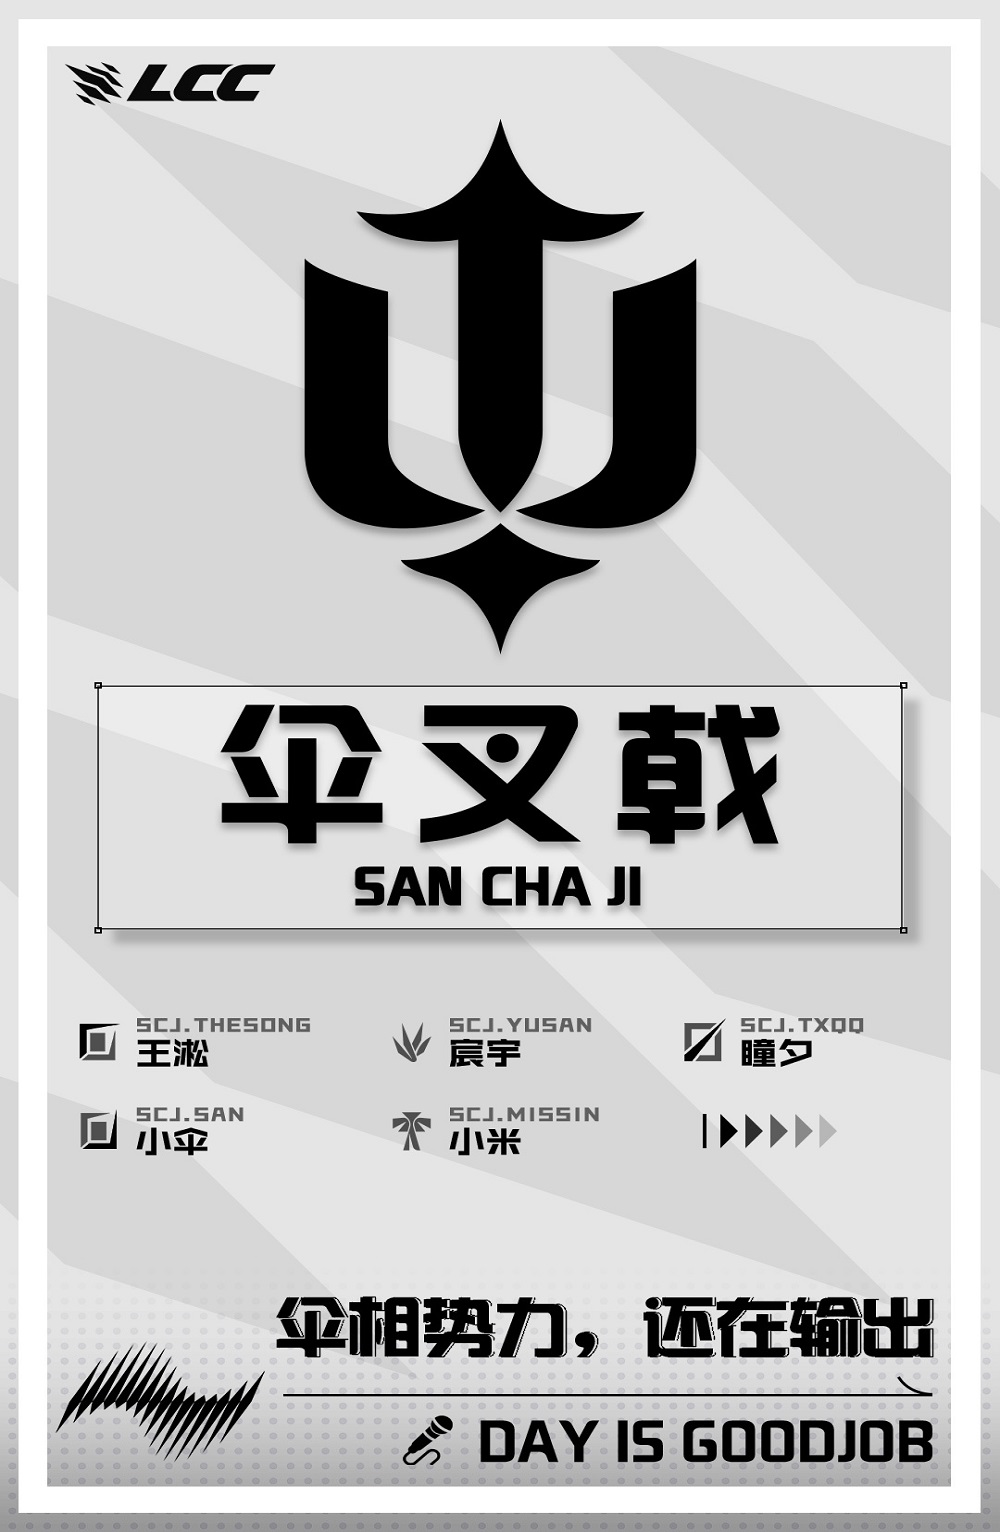 LCC
伞叉戟
SAN CHA JI
SCJ.THESONG
王淞
SCJ.YUSAN
宸宇
SCJ.TXQQ
瞳夕
SCJ.SAN
小伞
SCJ.MISSIN
小米
伞相势力，还在输出
DAY IS GOODJOB